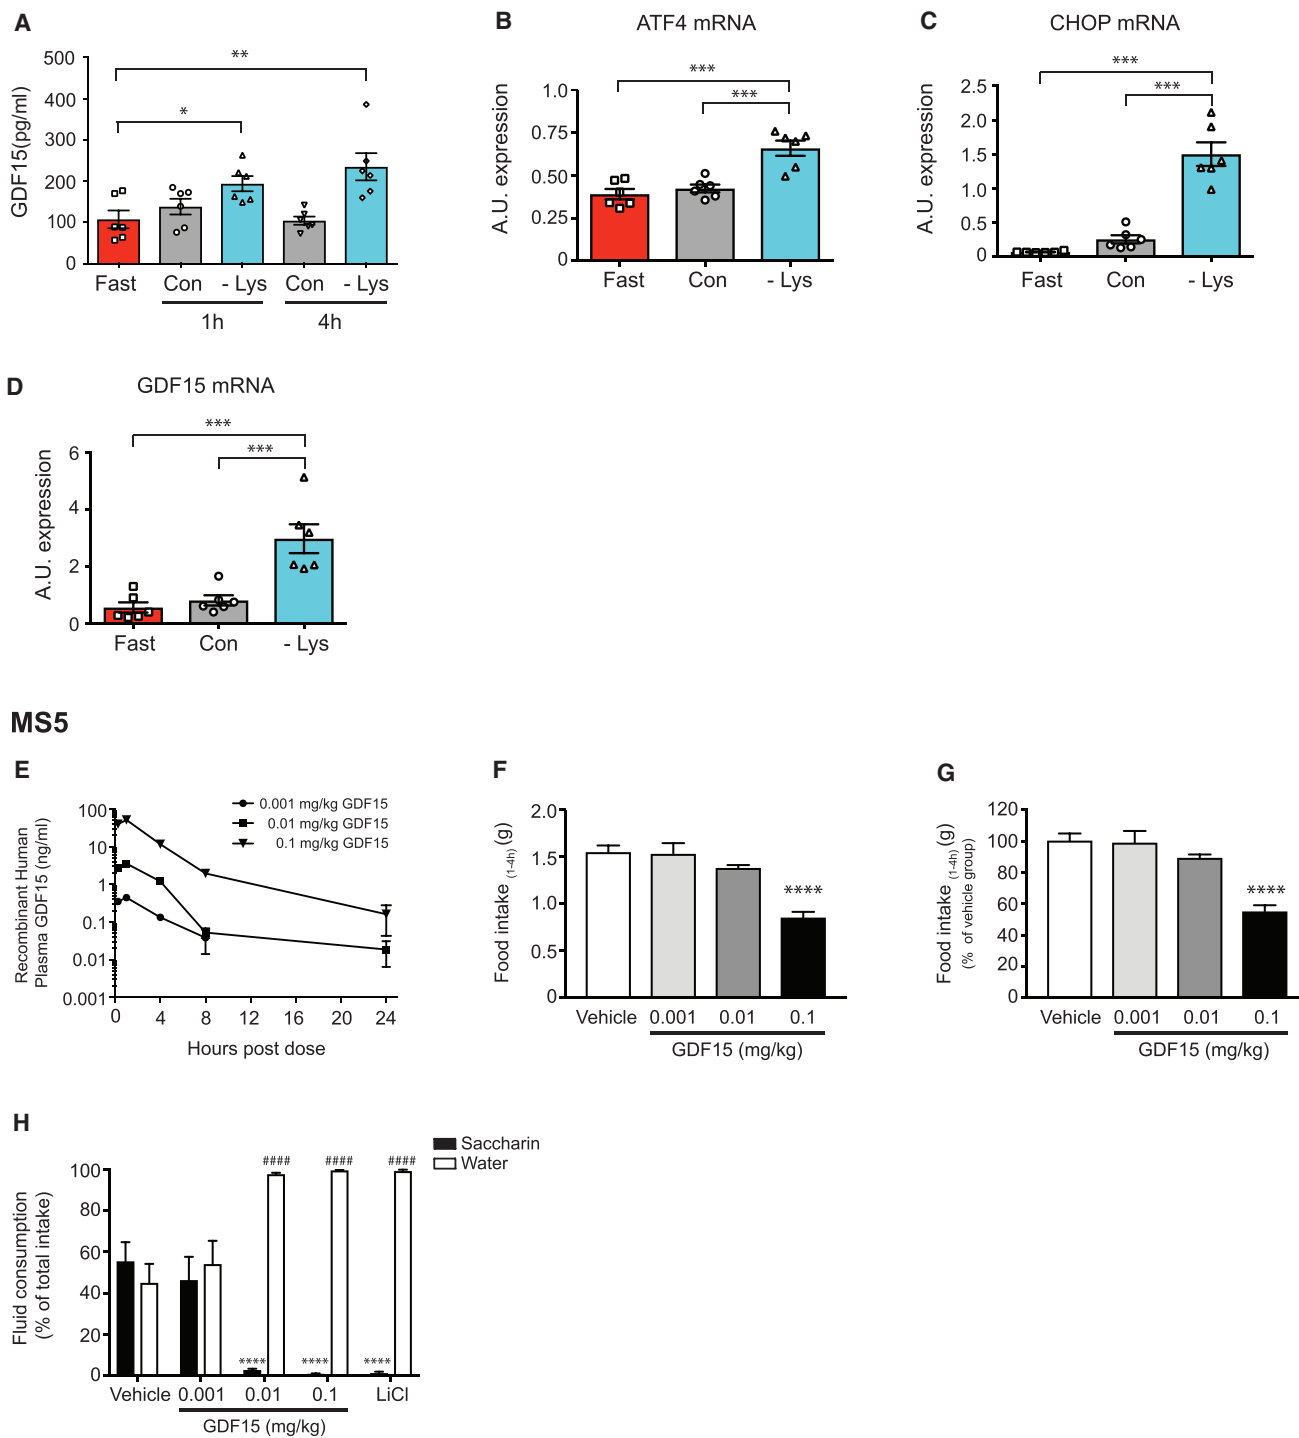 A
GDF15(pg/ml)
500
400
300
200
100
0
**
*
Fast
Con
- Lys
Con
- Lys
1h
4h
B
ATF4 mRNA
A.U. expression
1.0
0.75
0.50
0.25
0
***
***
Fast
Con
- Lys
C
CHOP mRNA
A.U. expression
2.5
2.0
1.5
1.0
0.5
0
***
***
Fast
Con
- Lys
D
GDF15 mRNA
A.U. expression
6
4
2
0
***
***
Fast
Con
- Lys
MS5
E
Recombinant Human
Plasma GDF15 (ng/ml)
100
10
1
0.1
0.01
0.001
0.001 mg/kg GDF15
0.01 mg/kg GDF15
0.1 mg/kg GDF15
0
4
8
12
16
20
24
Hours post dose
F
Food intake (1-4h) (g)
2.0
1.5
1.0
0.5
0
****
Vehicle
0.001
0.01
0.1
GDF15 (mg/kg)
G
Food intake (1-4h) (g)
(% of vehicle group)
120
100
80
60
40
20
0
****
Vehicle
0.001
0.01
0.1
GDF15 (mg/kg)
H
Saccharin
Water
Fluid consumption
(% of total intake)
100
80
60
40
20
0
####
####
####
****
****
****
Vehicle
0.001
0.01
0.1
LiCl
GDF15 (mg/kg)